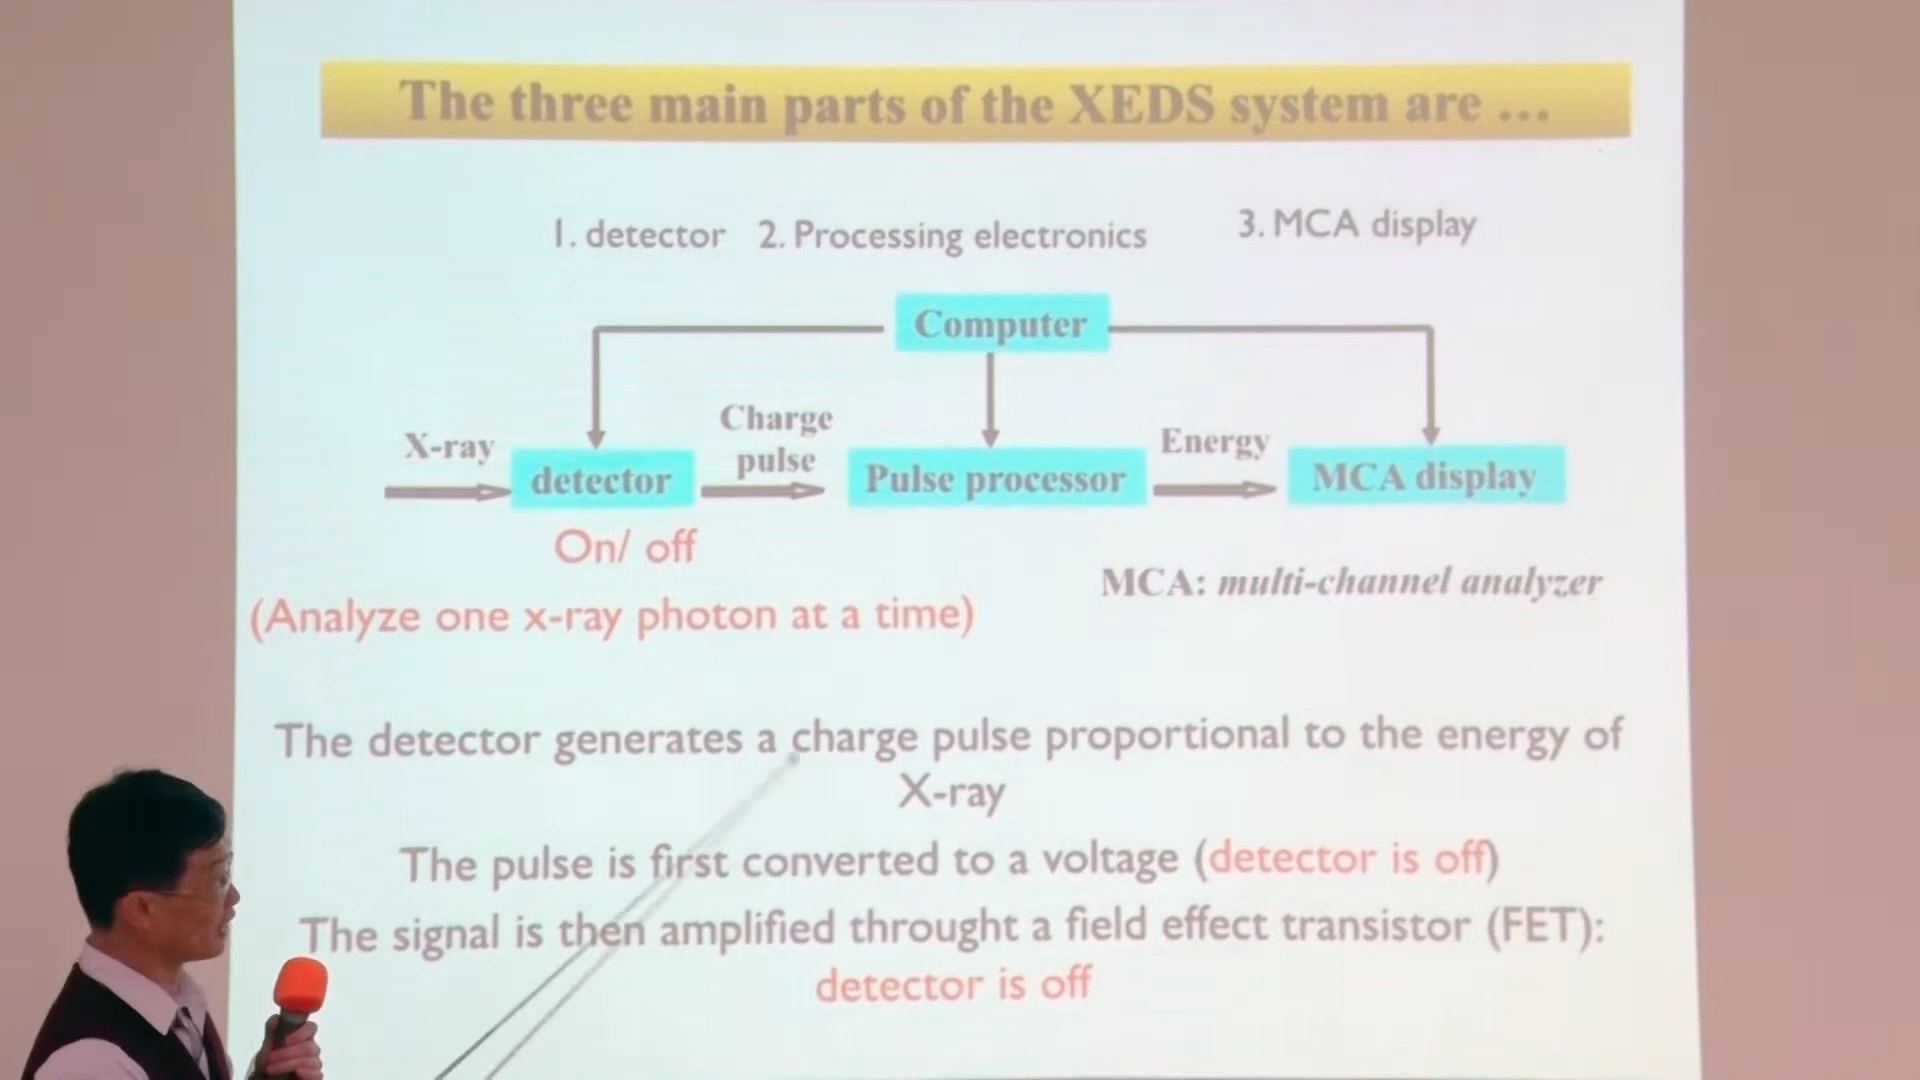 The three main parts of the XEDS system are ...
1. detector 2. Processing electronics 3. MCA display
Computer
X-ray
Charge
pulse
Energy
detector
Pulse processor
MCA display
On/ off
MCA: multi-channel analyzer
(Analyze one x-ray photon at a time)
The detector generates a charge pulse proportional to the energy of
X-ray
The pulse is first converted to a voltage (detector is off)
The signal is then amplified throught a field effect transistor (FET):
detector is off